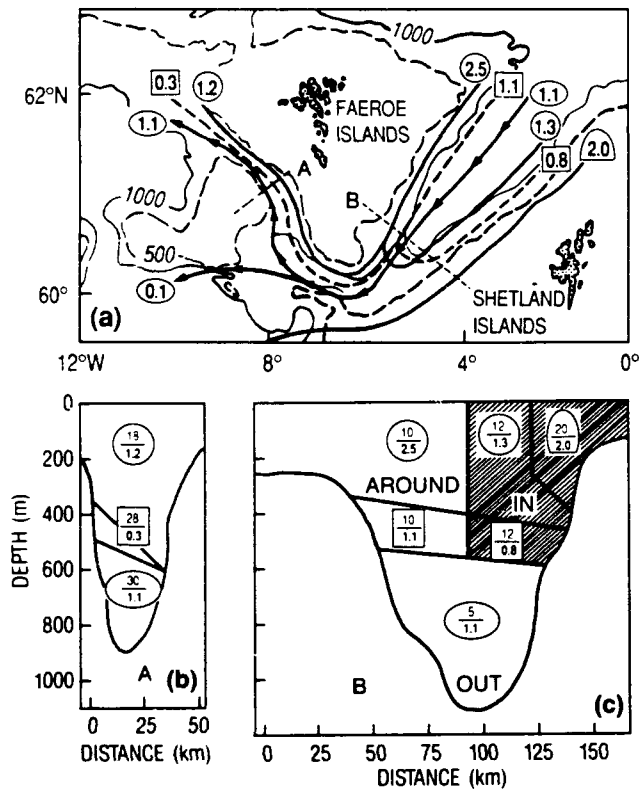 1000
62°N
0.3
1.2
2.5
1.1
1.1
1.1
FAEROE
ISLANDS
1.3
0.8
2.0
A
1000
B
500
60°
0.1
SHETLAND
ISLANDS
(a)
12°W
8°
4°
0°
0
200
400
600
800
1000
DEPTH (m)
18
1.2
28
0.3
30
1.1
A
(b)
0
25
50
DISTANCE (km)
10
2.5
12
1.3
20
2.0
AROUND
IN
10
1.1
12
0.8
5
1.1
B
OUT
(c)
0
25
50
75
100
125
150
DISTANCE (km)